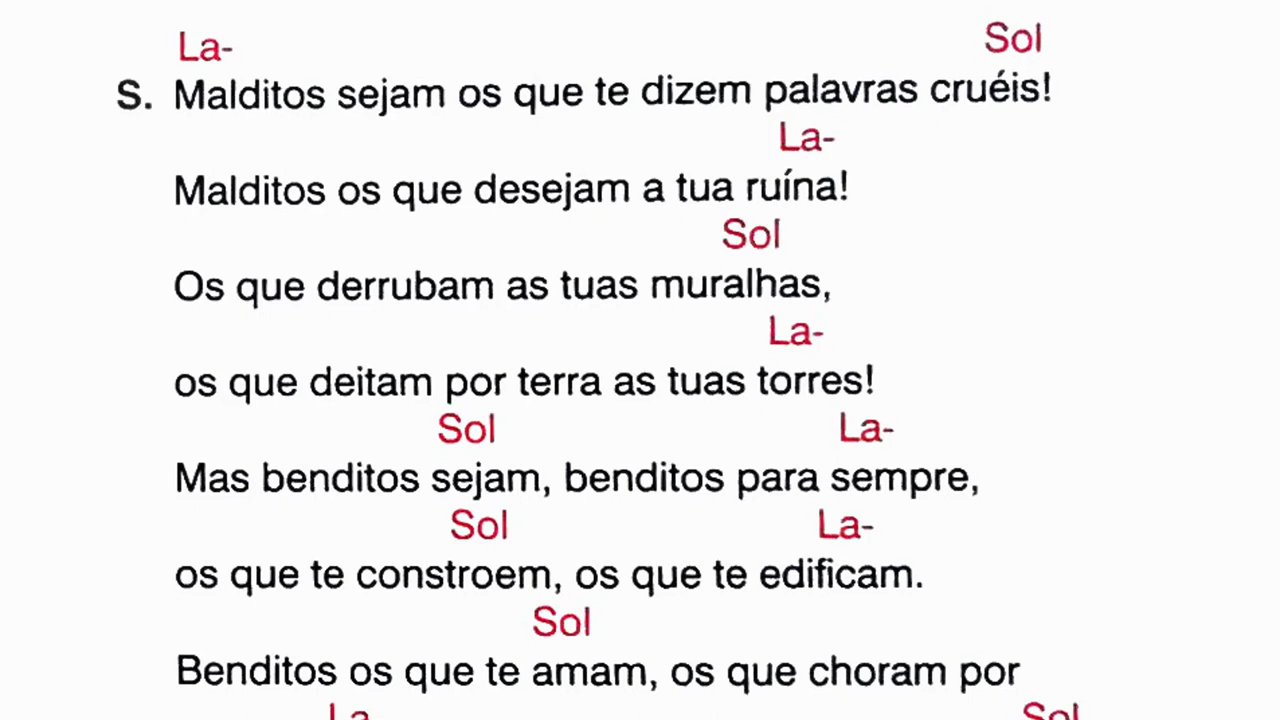 La- Sol
S. Malditos sejam os que te dizem palavras cruéis!
La-
Malditos os que desejam a tua ruína!
Sol
Os que derrubam as tuas muralhas,
La-
os que deitam por terra as tuas torres!
Sol La-
Mas benditos sejam, benditos para sempre,
Sol La-
os que te constroem, os que te edificam.
Sol
Benditos os que te amam, os que choram por
La Sol